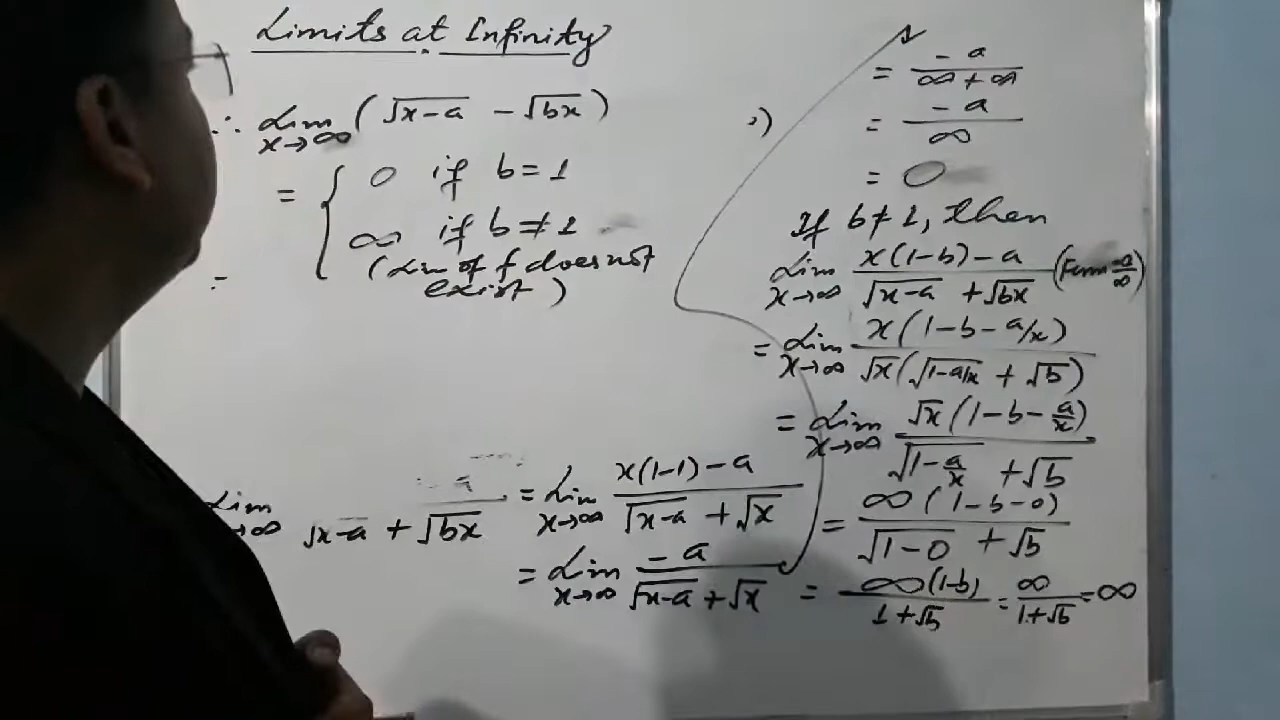 Limits at Infinity
∴ Lim x→∞ (√x-a - √bx)
= { 0 if b = 1
∞ if b ≠ 1
(Lim of f does not
exist)
=
Lim x→∞ -a / √x-a + √bx = Lim x→∞ x(1-1) - a / √x-a + √x
= Lim x→∞ -a / √x-a + √x
= -a / ∞ + ∞
= -a / ∞
= 0
If b ≠ 1, then
Lim x→∞ x(1-b) - a / √x-a + √bx (Form ∞/∞)
= Lim x→∞ x(1-b-a/x) / √x(√1-a/x + √b)
= Lim x→∞ √x(1-b-a/x) / √1-a/x + √b
= ∞(1-b-0) / √1-0 + √b
= ∞(1-b) / 1+√b = ∞ / 1+√b = ∞